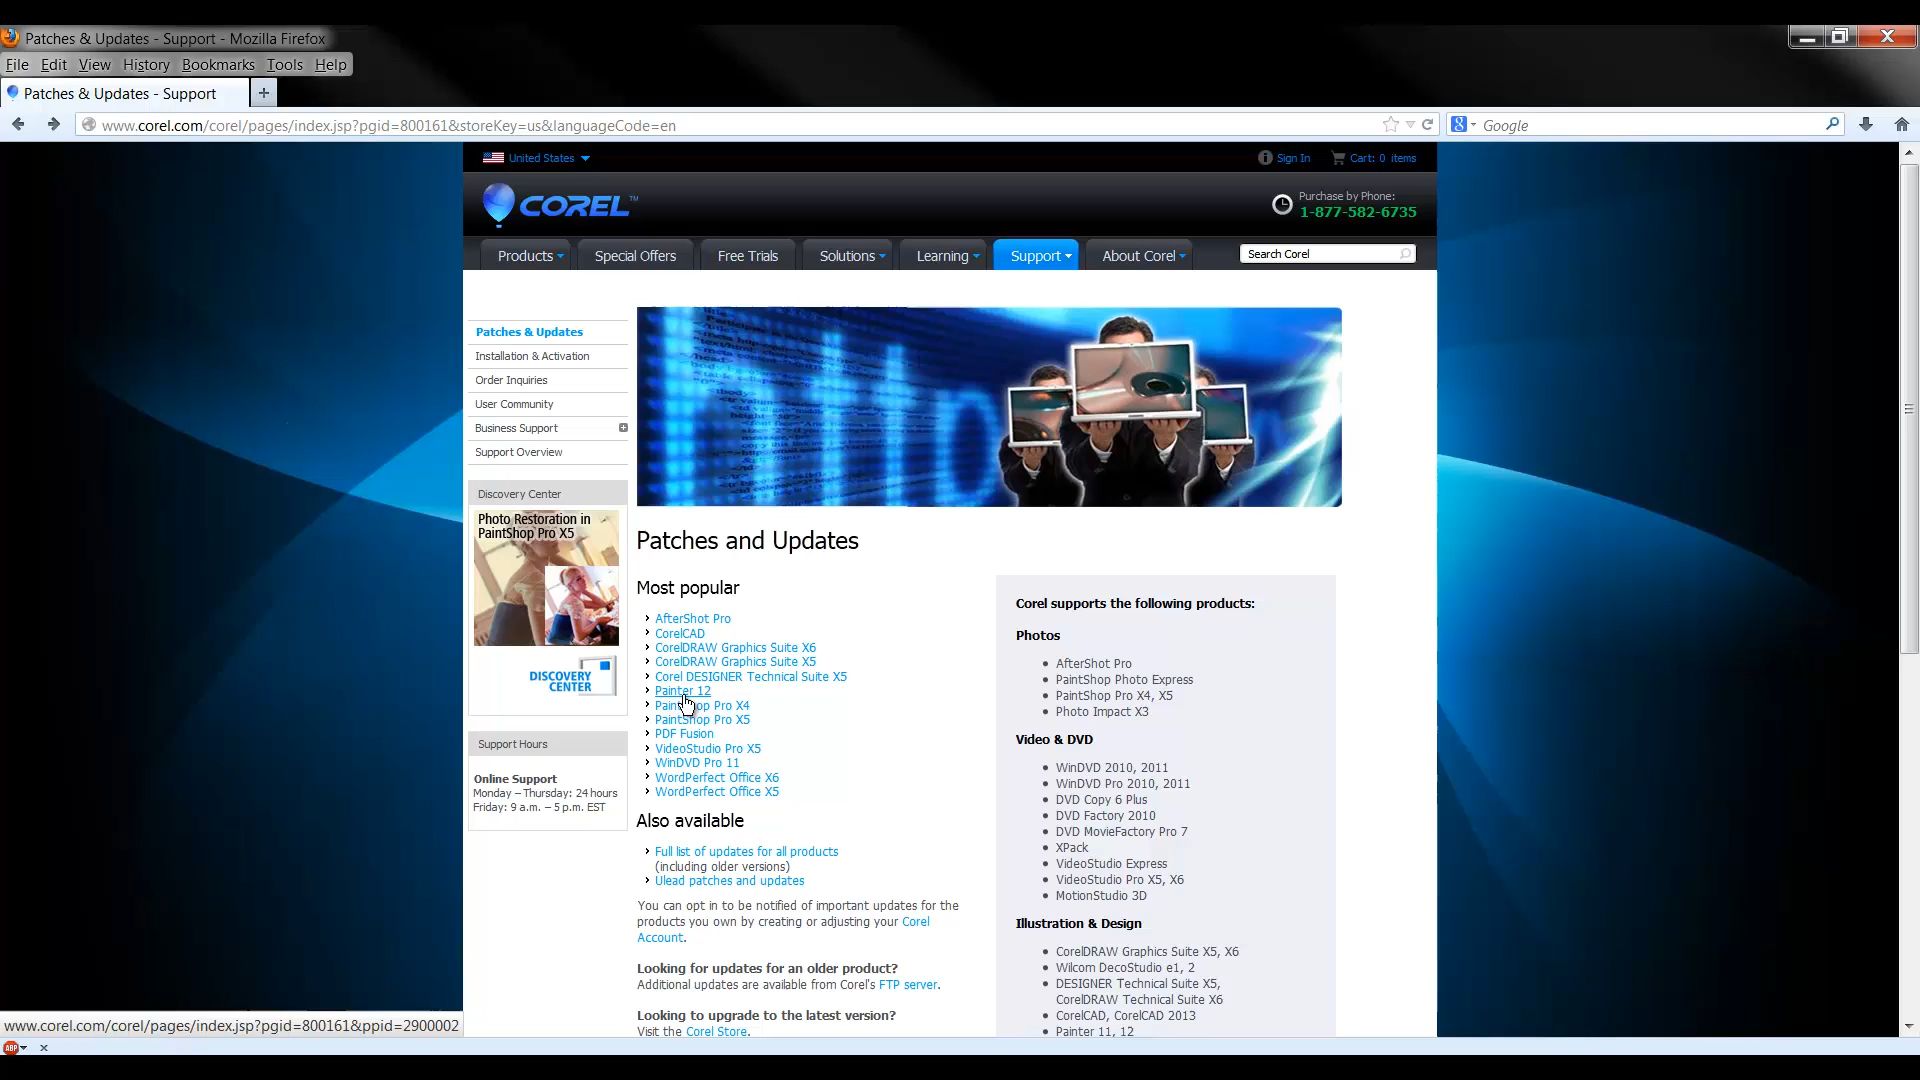 Patches & Updates - Support - Mozilla Firefox
File Edit View History Bookmarks Tools Help
Patches & Updates - Support
www.corel.com/corel/pages/index.jsp?pgid=800161&storeKey=us&languageCode=en
Google
United States
Sign In
Cart: 0 items
COREL™
Purchase by Phone:
1-877-582-6735
Products Special Offers Free Trials Solutions Learning Support About Corel
Search Corel
Patches & Updates
Installation & Activation
Order Inquiries
User Community
Business Support
Support Overview
Discovery Center
Photo Restoration in
PaintShop Pro X5
DISCOVERY
CENTER
Support Hours
Online Support
Monday – Thursday: 24 hours
Friday: 9 a.m. – 5 p.m. EST
Patches and Updates
Most popular
AfterShot Pro
CorelCAD
CorelDRAW Graphics Suite X6
CorelDRAW Graphics Suite X5
Corel DESIGNER Technical Suite X5
Painter 12
PaintShop Pro X4
PaintShop Pro X5
PDF Fusion
VideoStudio Pro X5
WinDVD Pro 11
WordPerfect Office X6
WordPerfect Office X5
Also available
Full list of updates for all products
(including older versions)
Ulead patches and updates
You can opt in to be notified of important updates for the
products you own by creating or adjusting your Corel
Account.
Looking for updates for an older product?
Additional updates are available from Corel's FTP server.
Looking to upgrade to the latest version?
Visit the Corel Store.
Corel supports the following products:
Photos
AfterShot Pro
PaintShop Photo Express
PaintShop Pro X4, X5
Photo Impact X3
Video & DVD
WinDVD 2010, 2011
WinDVD Pro 2010, 2011
DVD Copy 6 Plus
DVD Factory 2010
DVD MovieFactory Pro 7
XPack
VideoStudio Express
VideoStudio Pro X5, X6
MotionStudio 3D
Illustration & Design
CorelDRAW Graphics Suite X5, X6
Wilcom DecoStudio e1, 2
DESIGNER Technical Suite X5,
CorelDRAW Technical Suite X6
CorelCAD, CorelCAD 2013
Painter 11, 12
www.corel.com/corel/pages/index.jsp?pgid=800161&ppid=2900002
ABP